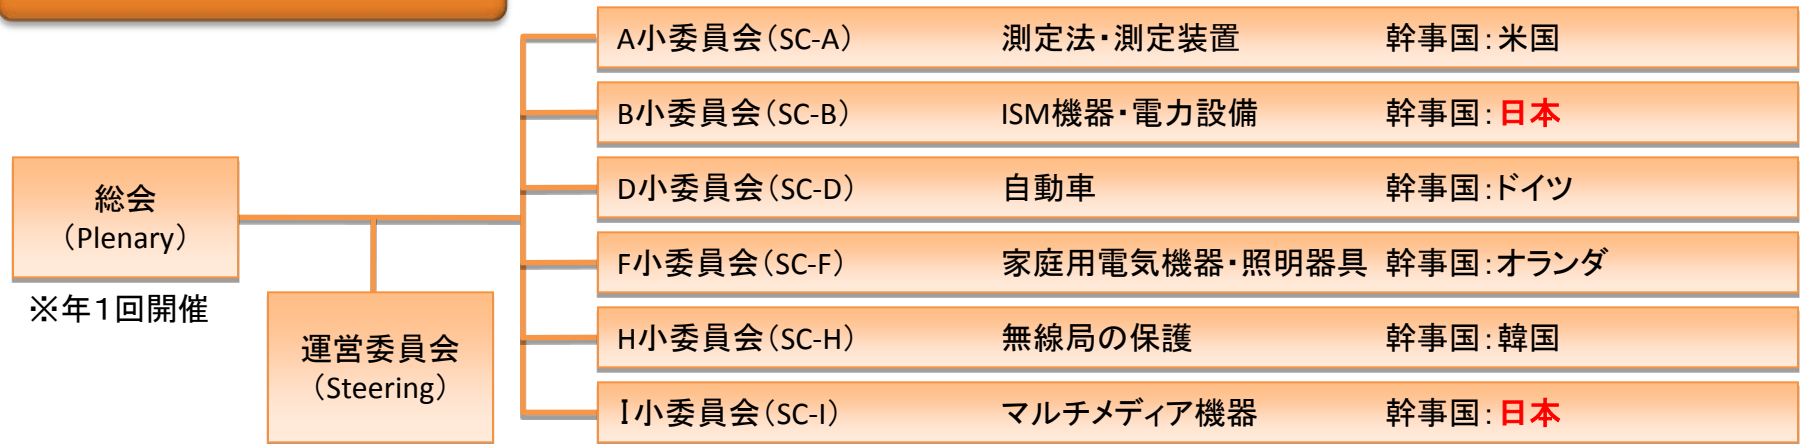 A小委員会(SC-A) 測定法・測定装置 幹事国:米国
B小委員会(SC-B) ISM機器・電力設備 幹事国:日本
D小委員会(SC-D) 自動車 幹事国:ドイツ
F小委員会(SC-F) 家庭用電気機器・照明器具 幹事国:オランダ
H小委員会(SC-H) 無線局の保護 幹事国:韓国
I小委員会(SC-I) マルチメディア機器 幹事国:日本
総会
(Plenary)
※年1回開催
運営委員会
(Steering)